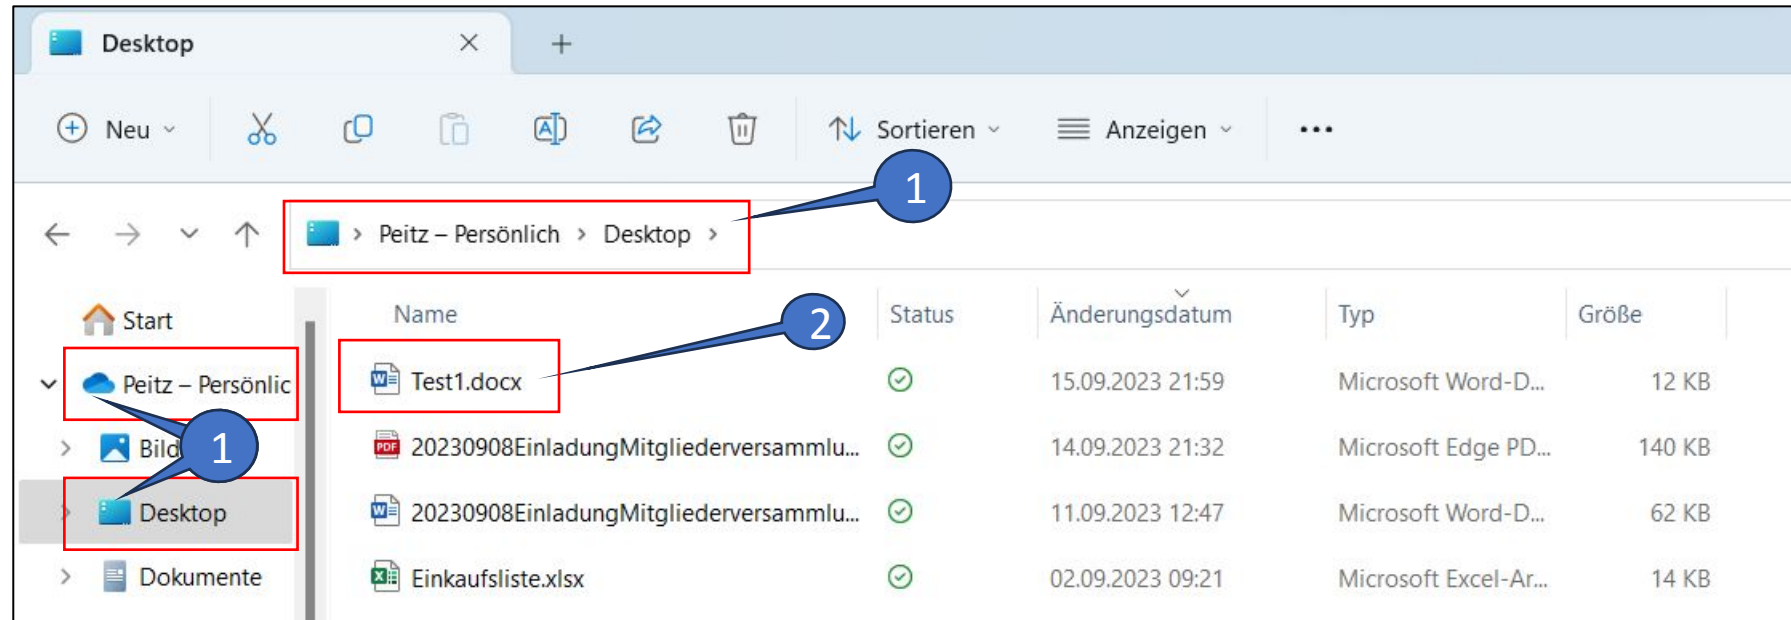 Desktop
Neu
Sortieren
Anzeigen
1
Peitz – Persönlich > Desktop >
Start
Name
Status
Änderungsdatum
Typ
Größe
2
Peitz – Persönlic
Test1.docx
15.09.2023 21:59
Microsoft Word-D...
12 KB
Bild
1
20230908EinladungMitgliederversammlu...
14.09.2023 21:32
Microsoft Edge PD...
140 KB
Desktop
20230908EinladungMitgliederversammlu...
11.09.2023 12:47
Microsoft Word-D...
62 KB
Dokumente
Einkaufsliste.xlsx
02.09.2023 09:21
Microsoft Excel-Ar...
14 KB